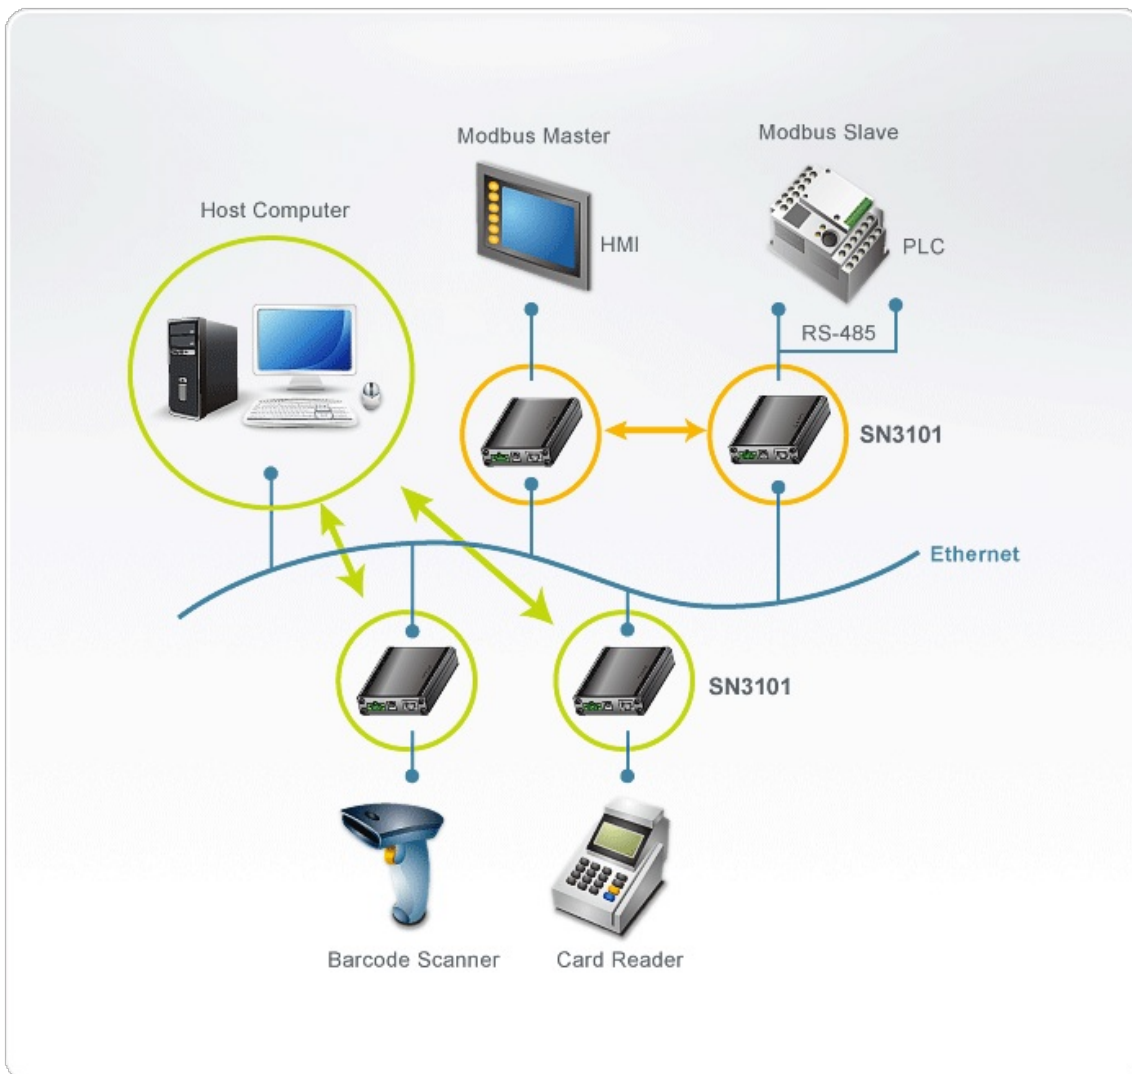 Modbus Master
Modbus Slave
Host Computer
HMI
PLC
RS-485
SN3101
Ethernet
SN3101
Barcode Scanner
Card Reader